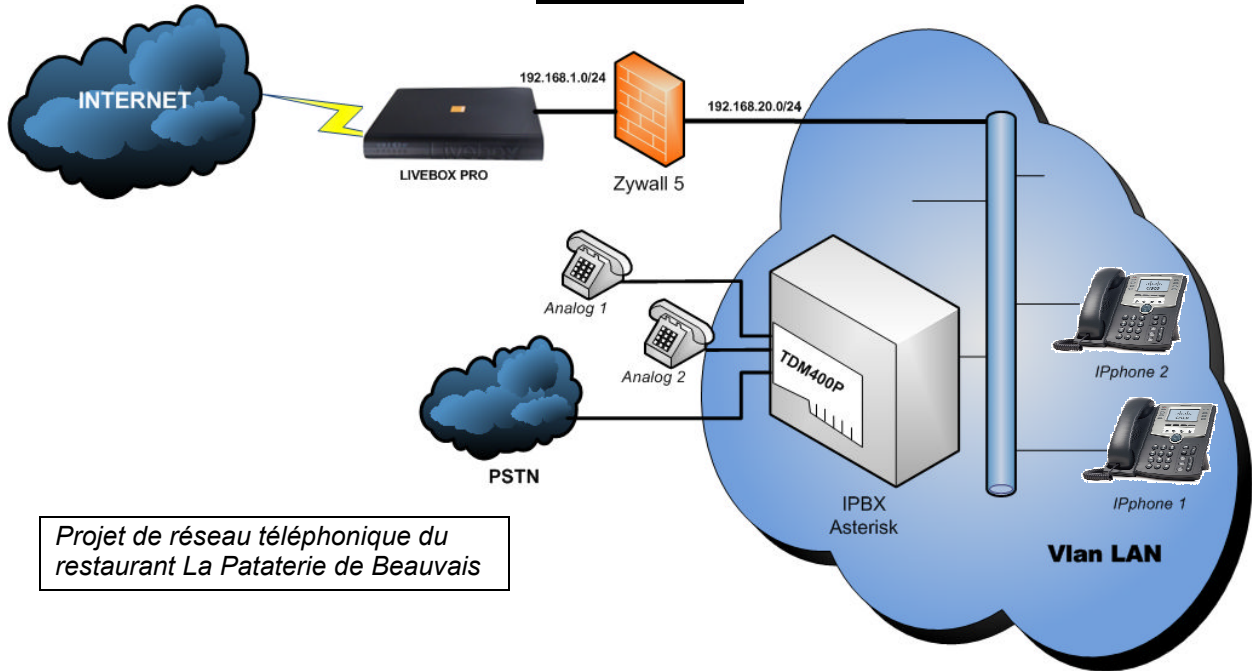 INTERNET
192.168.1.0/24
192.168.20.0/24
Livebox
LIVEBOX PRO
Zywall 5
Analog 1
Analog 2
TDM400P
IPphone 2
PSTN
IPBX
Asterisk
IPphone 1
Vlan LAN
Projet de réseau téléphonique du
restaurant La Pataterie de Beauvais